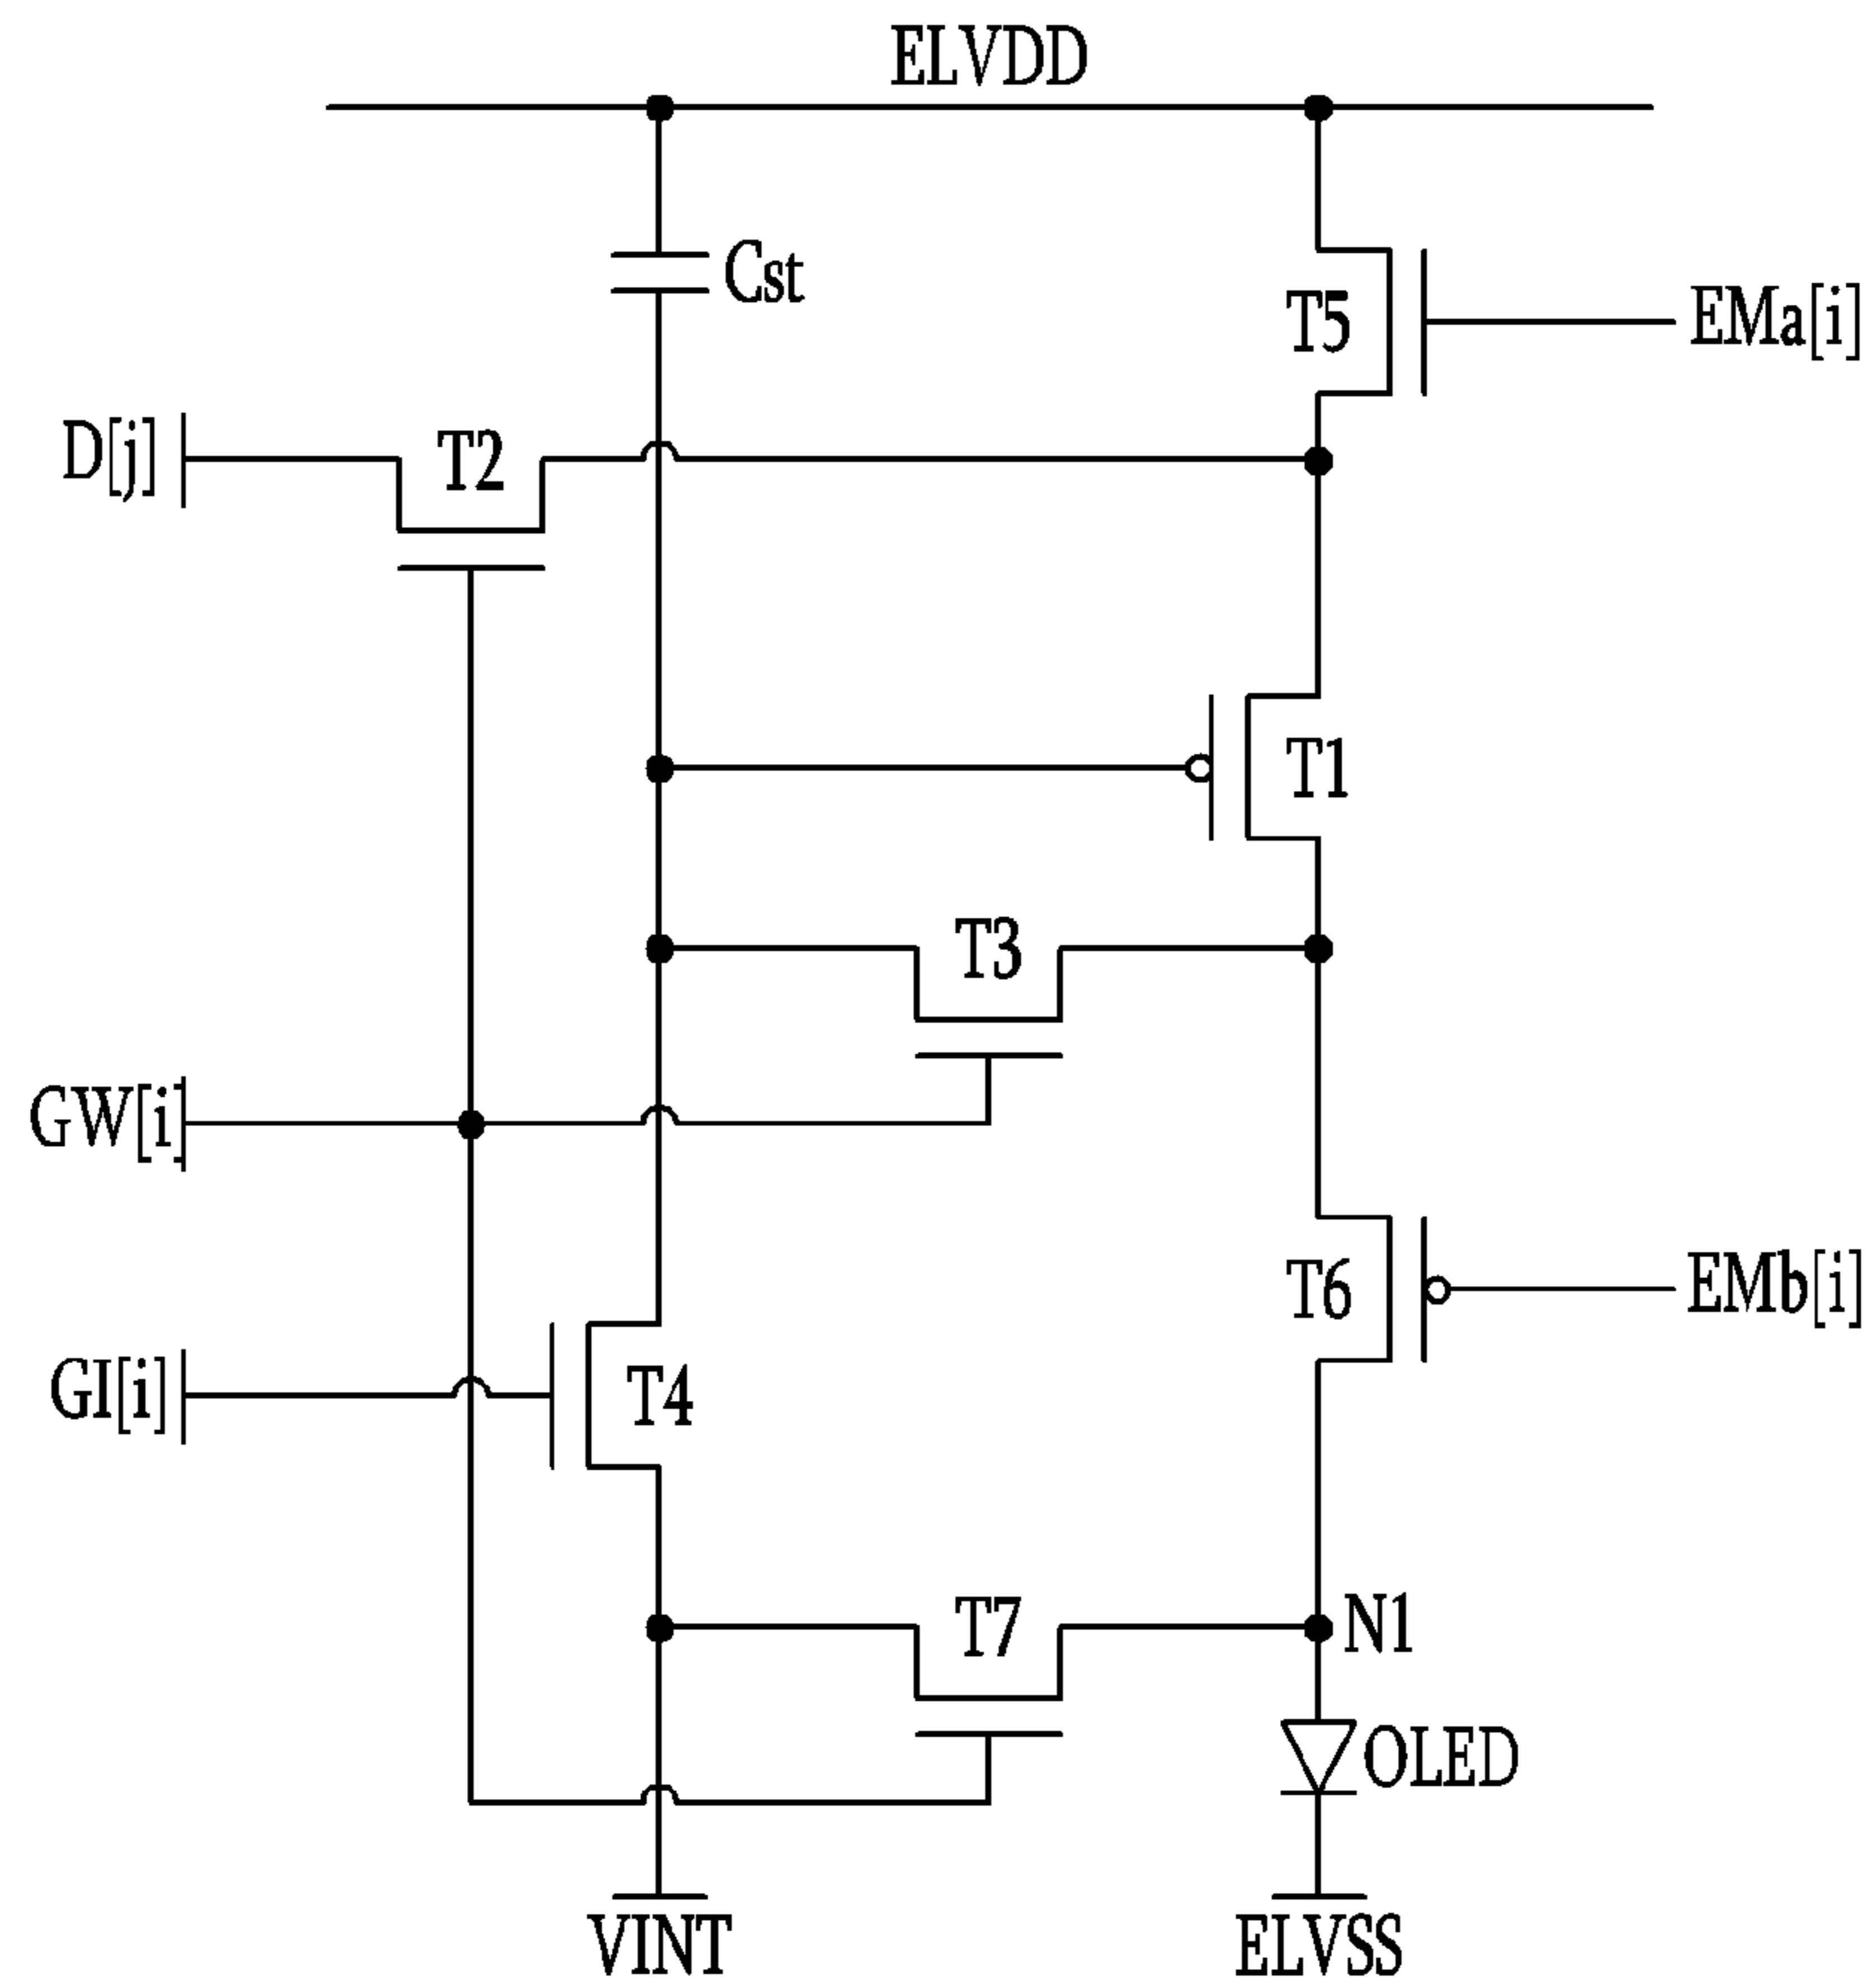 ELVDD
Cst
T5
EMa[i]
D[j]
T2
T1
T3
GW[i]
T6
EMb[i]
GI[i]
T4
T7
N1
OLED
VINT
ELVSS